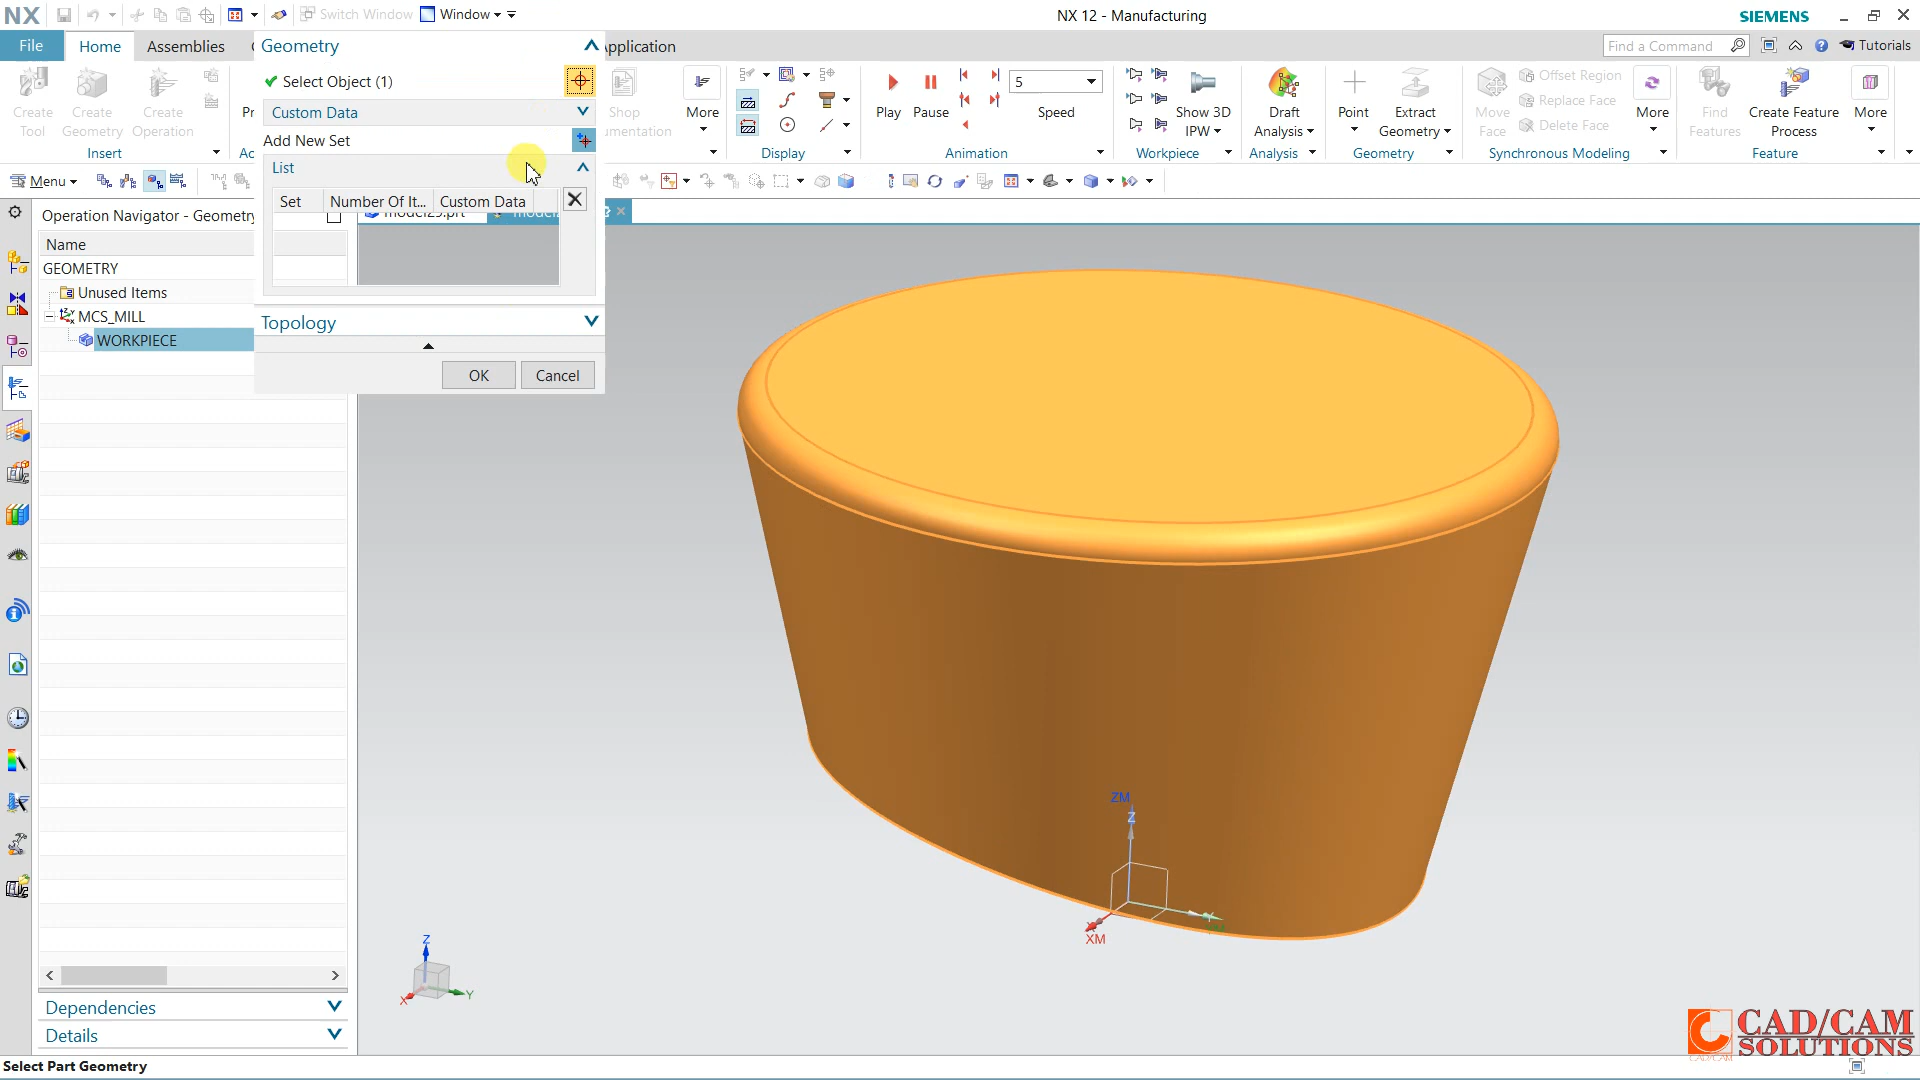 NX
Switch Window
Window
NX 12 - Manufacturing
SIEMENS
File
Home
Assemblies
Geometry
Find a Command
Tutorials
Select Object (1)
Custom Data
Add New Set
List
Set
Number Of It...
Custom Data
Topology
OK
Cancel
Create Tool
Create Geometry
Create Operation
Insert
Shop
More
Display
Play
Pause
5
Speed
Animation
Show 3D IPW
Workpiece
Draft Analysis
Analysis
Point
Extract Geometry
Geometry
Move Face
Offset Region
Replace Face
Delete Face
More
Synchronous Modeling
Find Features
Create Feature Process
More
Feature
Menu
Operation Navigator - Geometry
Name
GEOMETRY
Unused Items
MCS_MILL
WORKPIECE
Dependencies
Details
ZM
Z
XM
Z
X
Y
CAD/CAM
SOLUTIONS
Select Part Geometry